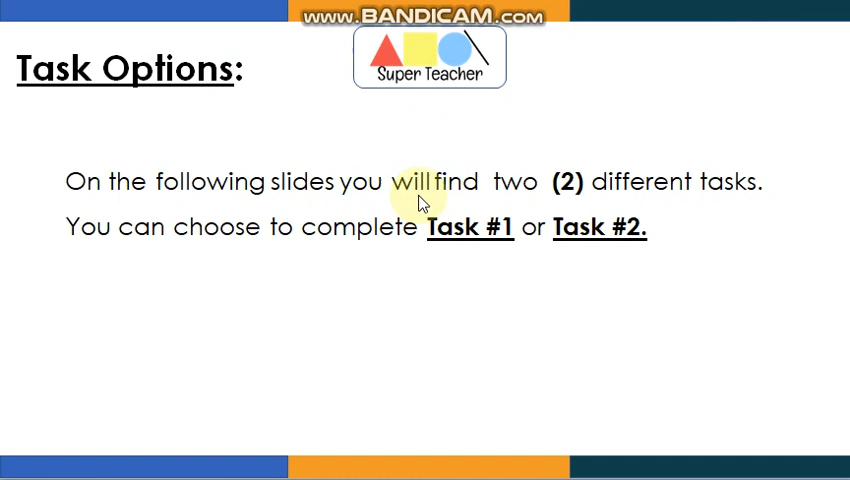 www.BANDICAM.com
Super Teacher
Task Options:
On the following slides you will find two (2) different tasks.
You can choose to complete Task #1 or Task #2.